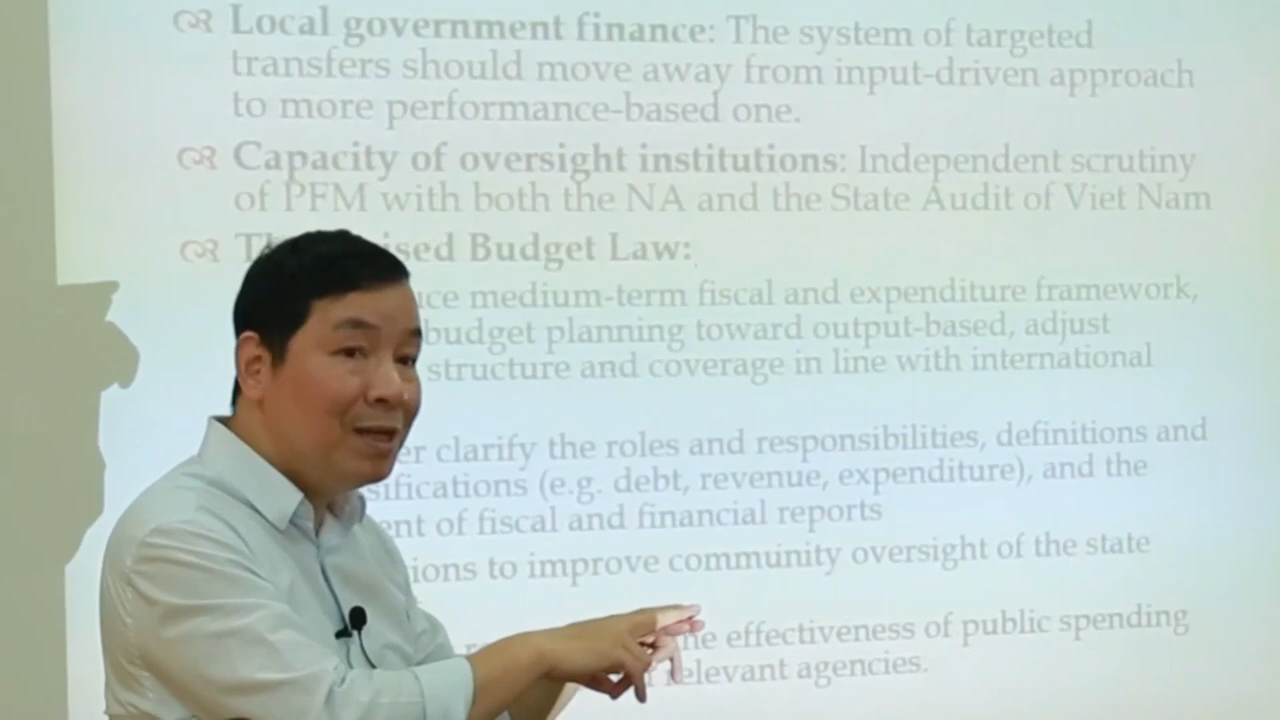 Local government finance: The system of targeted
transfers should move away from input-driven approach
to more performance-based one.
Capacity of oversight institutions: Independent scrutiny
of PFM with both the NA and the State Audit of Viet Nam
Budget Law:
medium-term fiscal and expenditure framework,
budget planning toward output-based, adjust
structure and coverage in line with international
clarify the roles and responsibilities, definitions and
(e.g. debt, revenue, expenditure), and the
of fiscal and financial reports
to improve community oversight of the state
effectiveness of public spending
relevant agencies.